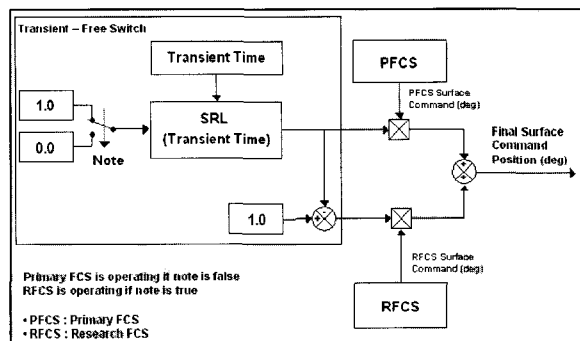 Transient – Free Switch
Transient Time
PFCS
1.0
0.0
Note
SRL
(Transient Time)
PFCS Surface
Command (deg)
Final Surface
Command
Position (deg)
1.0
RFCS Surface
Command (deg)
RFCS
Primary FCS is operating if note is false
RFCS is operating if note is true
• PFCS : Primary FCS
• RFCS : Research FCS